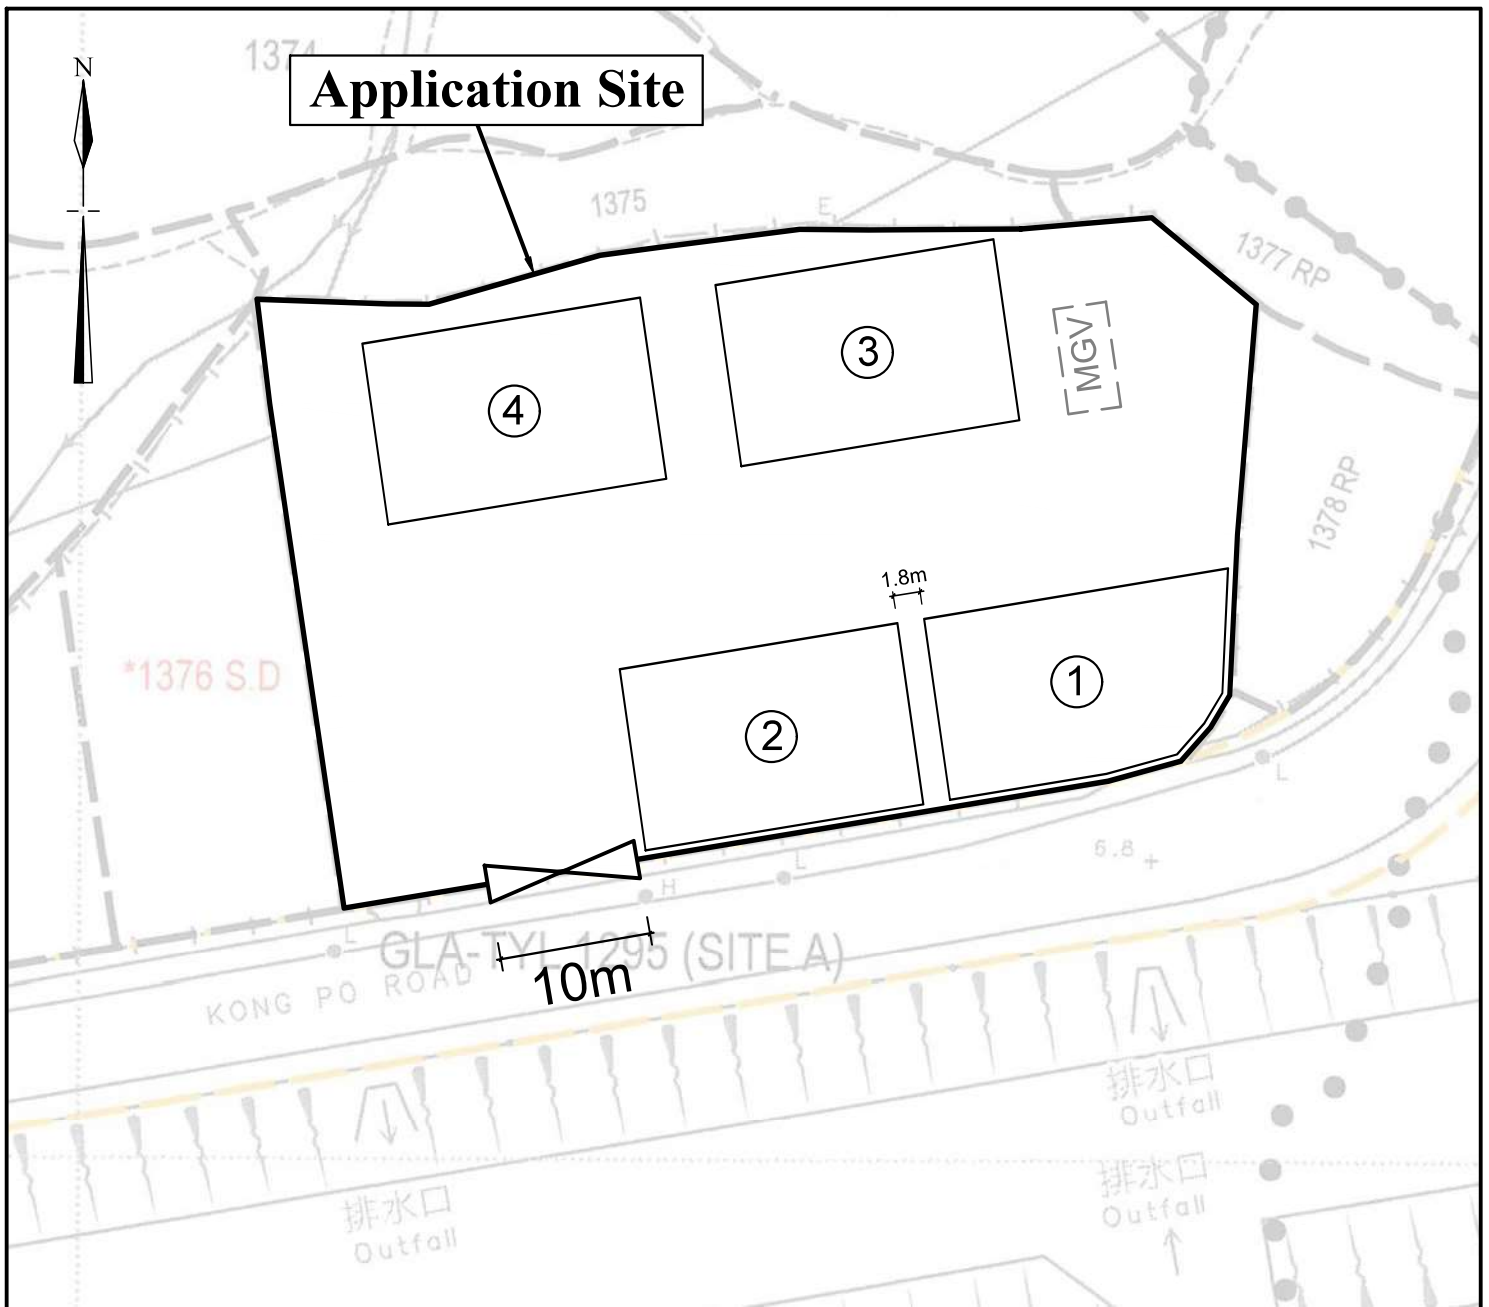 1374
N
Application Site
1375
E
1377 RP
MGV
3
4
1378 RP
1.8m
*1376 S.D
1
2
L
6.8 +
L
H
L
GLA-TYL 1295 (SITE A)
10m
KONG PO ROAD
排水口
Outfall
排水口
Outfall
排水口
Outfall